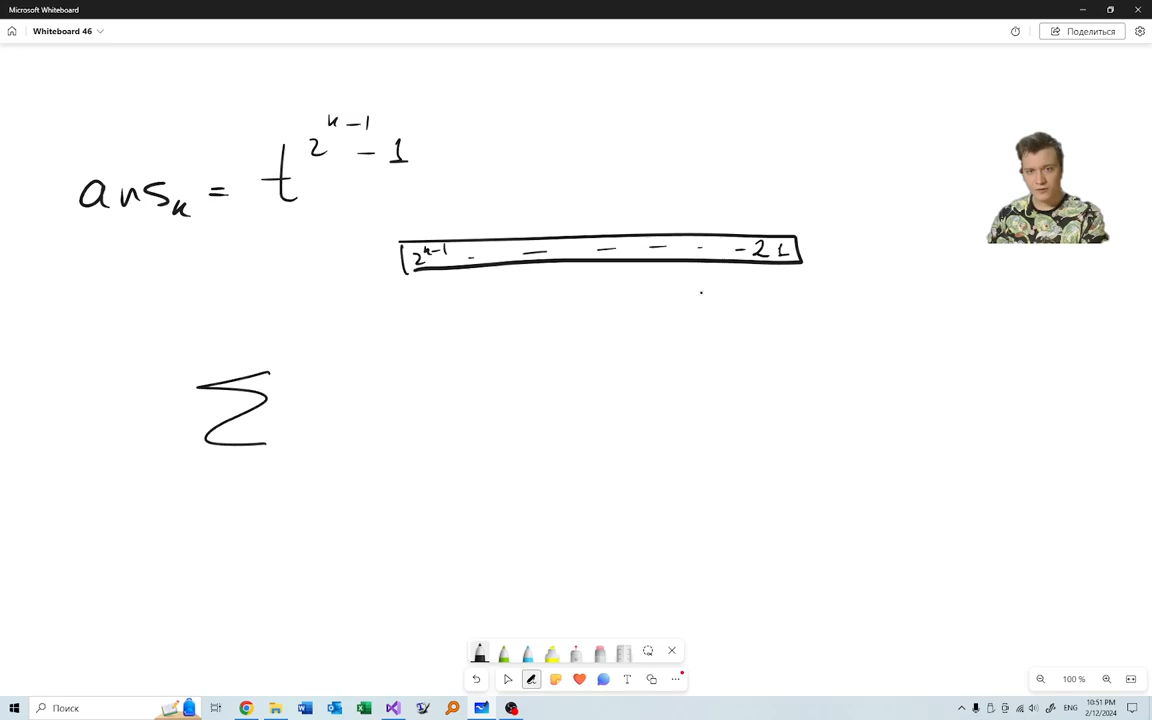 Microsoft Whiteboard
Whiteboard 46
Поделиться
ans_k = t^{2^{k-1} - 1}
2^{k-1} - - - - - - 2 1
Σ
100 %
Поиск
ENG
10:51 PM
2/12/2024